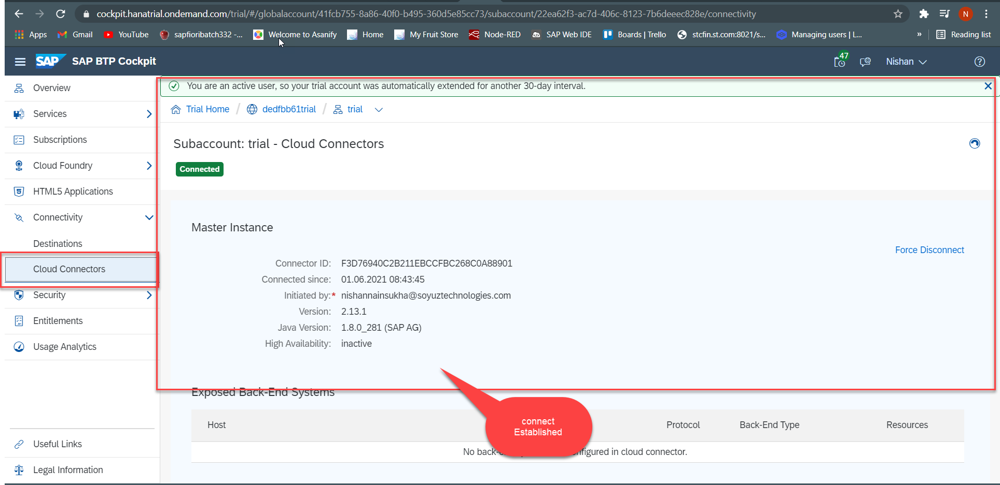 cockpit.hanatrial.ondemand.com/trial/#/globalaccount/41fcb755-8a86-40f0-b495-360d5e85cc73/subaccount/22ea62f3-ac7d-406c-8123-7b6deeec828e/connectivity
N
Apps Gmail YouTube sapfioribatch332 -... Welcome to Asanify Home My Fruit Store Node-RED SAP Web IDE Boards | Trello stcfin.st.com:8021/s... Managing users | L... » Reading list
SAP SAP BTP Cockpit 47 Nishan
Overview
Services
Subscriptions
Cloud Foundry
HTML5 Applications
Connectivity
Destinations
Cloud Connectors
Security
Entitlements
Usage Analytics
Useful Links
Legal Information
You are an active user, so your trial account was automatically extended for another 30-day interval.
Trial Home / dedfbb61trial / trial
Subaccount: trial - Cloud Connectors
Connected
Master Instance
Force Disconnect
Connector ID: F3D76940C2B211EBCCFBC268C0A88901
Connected since: 01.06.2021 08:43:45
Initiated by:* nishannainsukha@soyuztechnologies.com
Version: 2.13.1
Java Version: 1.8.0_281 (SAP AG)
High Availability: inactive
Exposed Back-End Systems
Host Protocol Back-End Type Resources
connect
Established
No in cloud connector.